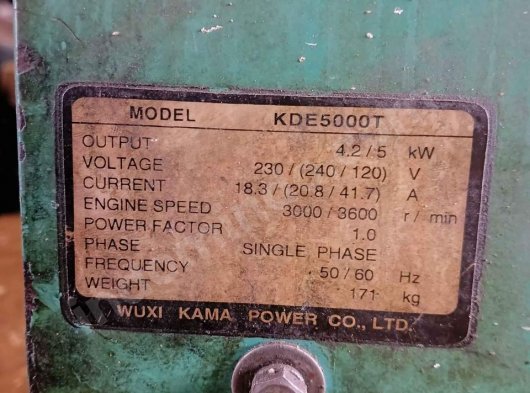 MODEL KDE5000T
OUTPUT 4.2/5 kW
VOLTAGE 230/(240/120) V
CURRENT 18.3/(20.8/41.7) A
ENGINE SPEED 3000/3600 r/min
POWER FACTOR 1.0
PHASE SINGLE PHASE
FREQUENCY 50/60 Hz
WEIGHT 171 kg
WUXI KAMA POWER CO., LTD.